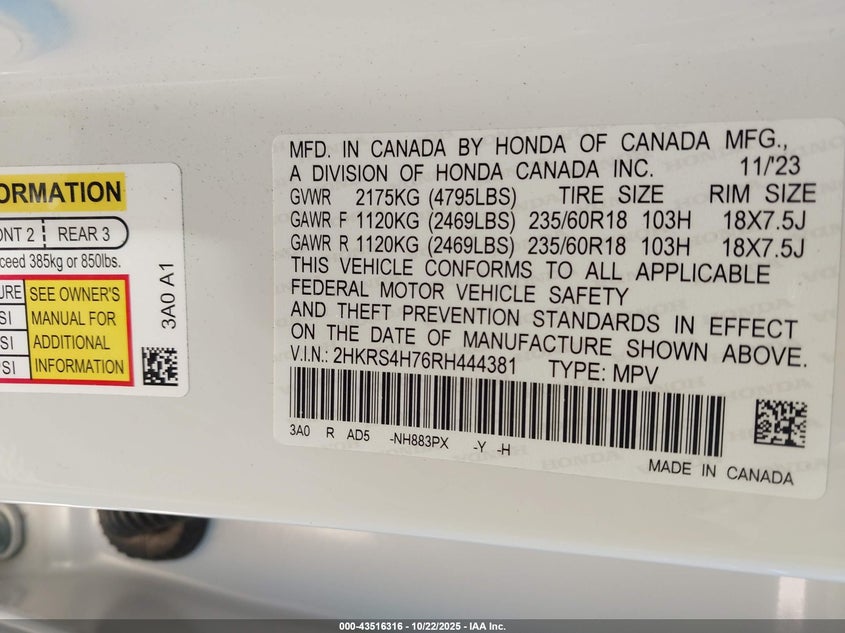 ORMATION
ONT 2 REAR 3
ceed 385kg or 850lbs.
URE SEE OWNER'S
SI MANUAL FOR
SI ADDITIONAL
PSI INFORMATION
3A0 A1
MFD. IN CANADA BY HONDA OF CANADA MFG.,
A DIVISION OF HONDA CANADA INC. 11/'23
GVWR 2175KG (4795LBS) TIRE SIZE RIM SIZE
GAWR F 1120KG (2469LBS) 235/60R18 103H 18X7.5J
GAWR R 1120KG (2469LBS) 235/60R18 103H 18X7.5J
THIS VEHICLE CONFORMS TO ALL APPLICABLE
FEDERAL MOTOR VEHICLE SAFETY
AND THEFT PREVENTION STANDARDS IN EFFECT
ON THE DATE OF MANUFACTURE SHOWN ABOVE.
V.I.N.: 2HKRS4H76RH444381 TYPE: MPV
3A0 R AD5 -NH883PX -Y -H
MADE IN CANADA
000-43516316 - 10/22/2025 - IAA Inc.